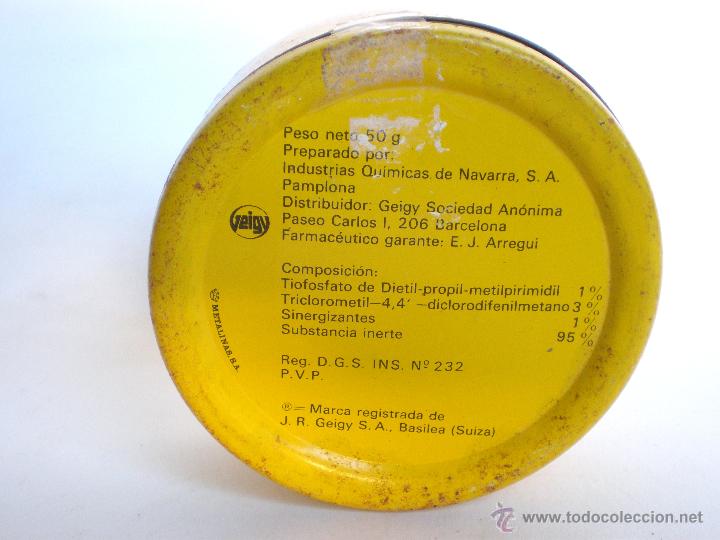 Peso neto 50 g
Preparado por:
Industrias Químicas de Navarra, S. A.
Pamplona
Distribuidor: Geigy Sociedad Anónima
Paseo Carlos I, 206 Barcelona
Farmacéutico garante: E. J. Arregui
Geigy
Composición:
Tiofosfato de Dietil-propil-metilpirimidil 1%
Triclorometil—4,4' —diclorodifenilmetano 3%
Sinergizantes 1%
Substancia inerte 95%
METALINAS, S.A.
Reg. D.G.S. INS. Nº 232
P.V.P.
®= Marca registrada de
J. R. Geigy S. A., Basilea (Suiza)
© www.todocoleccion.net